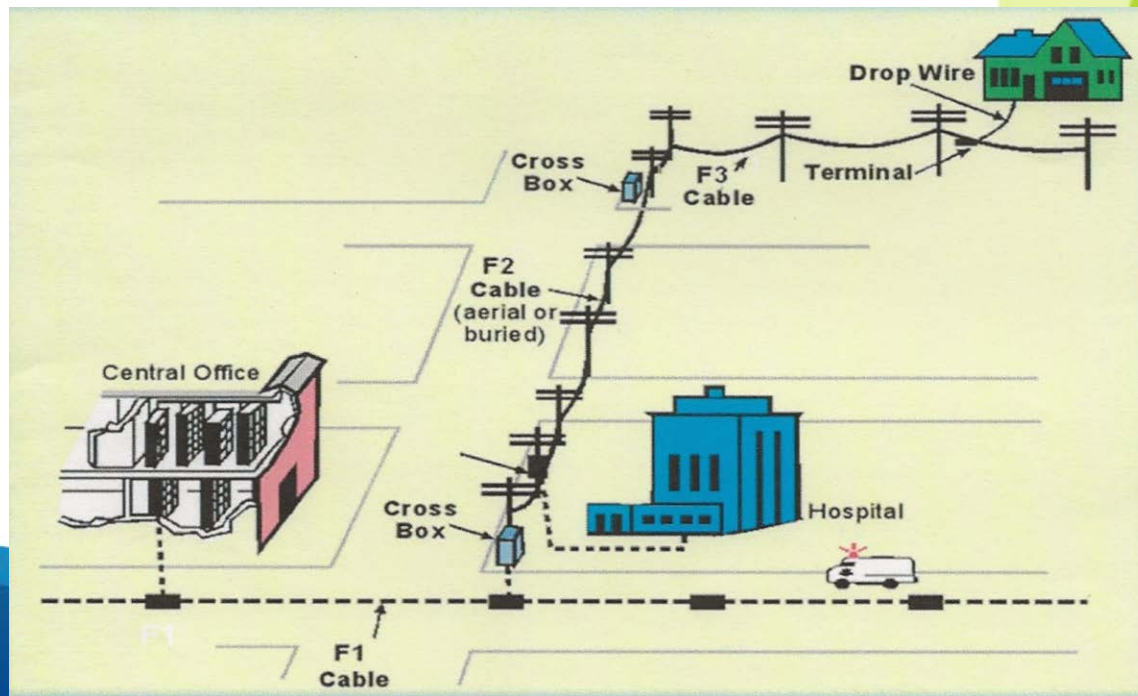 Drop Wire
Cross
Box
F3
Cable
Terminal
F2
Cable
(aerial or
buried)
Central Office
Cross
Box
Hospital
F1
F1
Cable